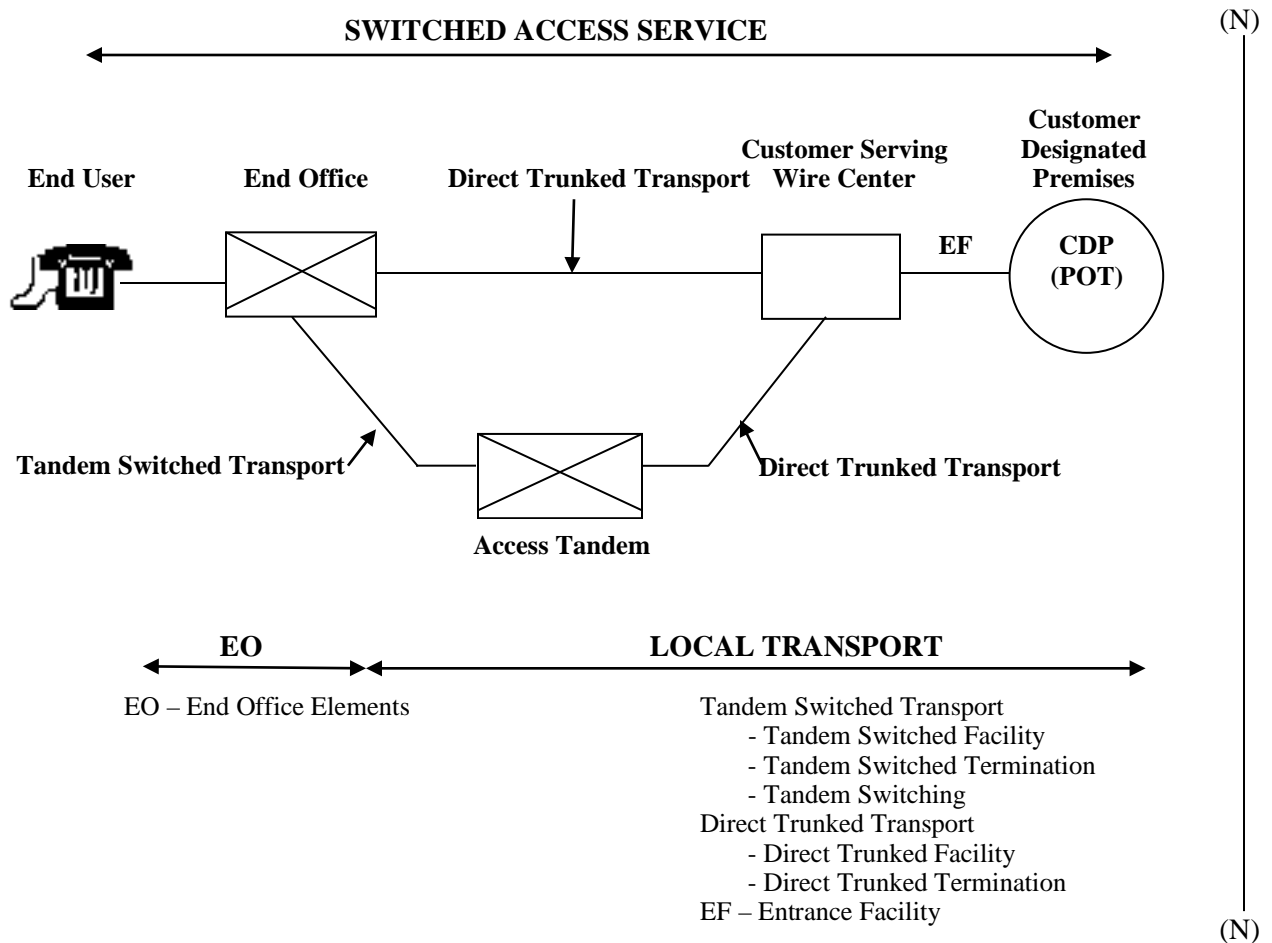 (N)
SWITCHED ACCESS SERVICE
Customer
Designated
Premises
Customer Serving
Wire Center
End User
End Office
Direct Trunked Transport
EF
CDP
(POT)
Tandem Switched Transport
Direct Trunked Transport
Access Tandem
EO
LOCAL TRANSPORT
EO – End Office Elements
Tandem Switched Transport
- Tandem Switched Facility
- Tandem Switched Termination
- Tandem Switching
Direct Trunked Transport
- Direct Trunked Facility
- Direct Trunked Termination
EF – Entrance Facility
(N)